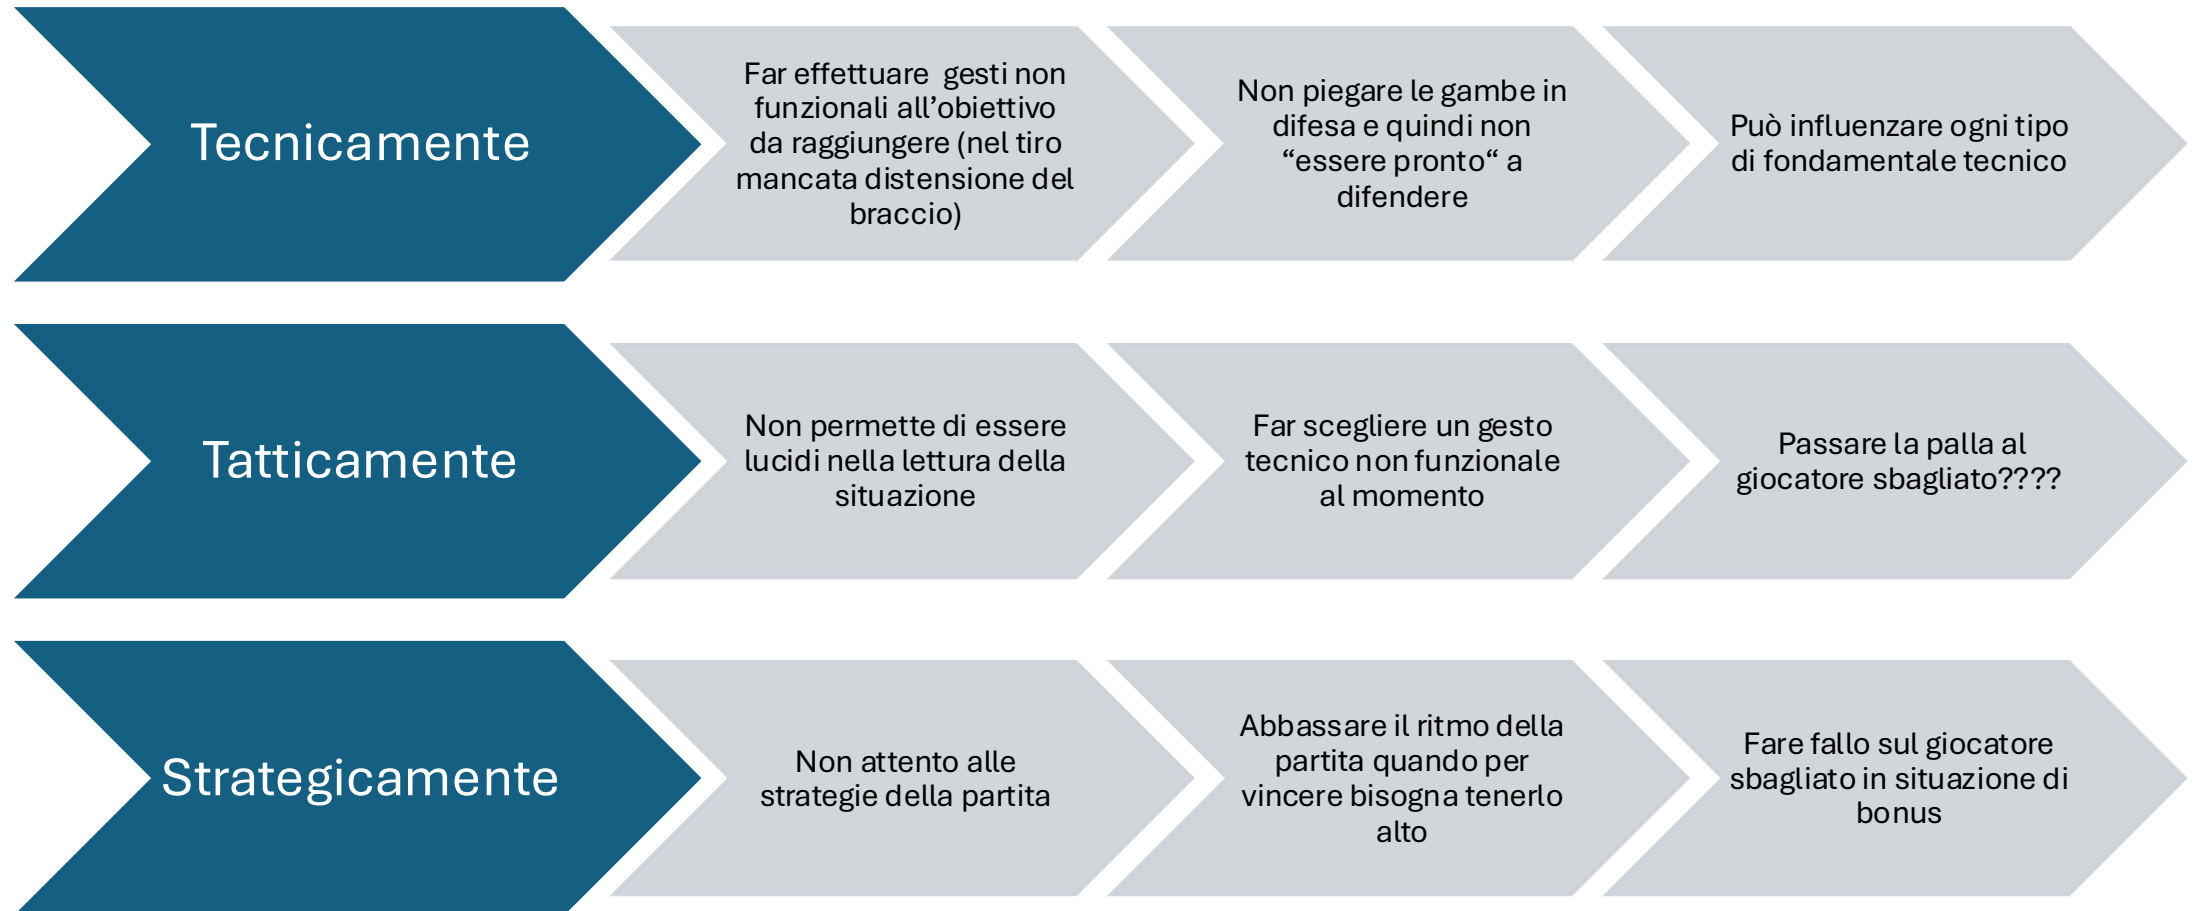 Tecnicamente
Far effettuare  gesti non
funzionali all’obiettivo
da raggiungere (nel tiro
mancata distensione del
braccio)
Non piegare le gambe in
difesa e quindi non
“essere pronto“ a
difendere
Può influenzare ogni tipo
di fondamentale tecnico
Tatticamente
Non permette di essere
lucidi nella lettura della
situazione
Far scegliere un gesto
tecnico non funzionale
al momento
Passare la palla al
giocatore sbagliato????
Strategicamente
Non attento alle
strategie della partita
Abbassare il ritmo della
partita quando per
vincere bisogna tenerlo
alto
Fare fallo sul giocatore
sbagliato in situazione di
bonus